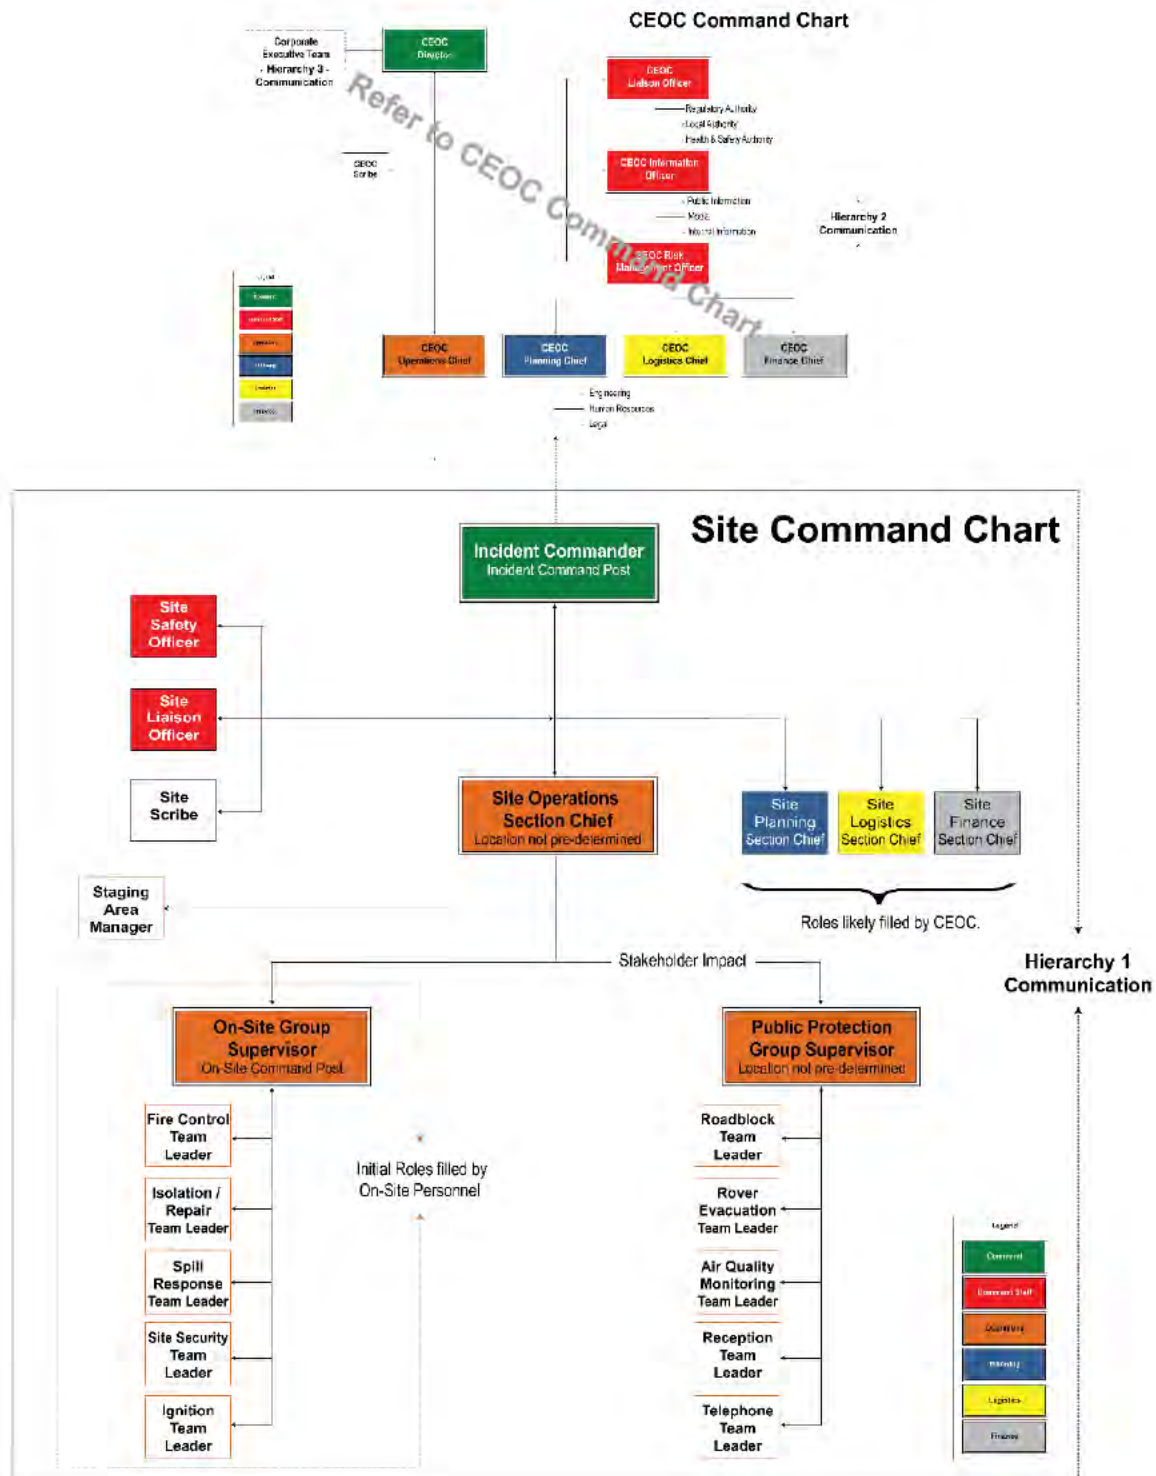 CEOC Command Chart
Corporate
Executive Team
- Hierarchy 3 -
Communication
CEOC
Director
CEOC
Liaison Officer
Regulatory Authority
- Local Authority
- Health & Safety Authority
CEOC
Scribe
CEOC Information
Officer
- Public Information
Media
- Internal Information
Hierarchy 2
Communication
CEOC Risk
Management Officer
Refer to CEOC Command Chart
CEOC
Operations Chief
CEOC
Planning Chief
CEOC
Logistics Chief
CEOC
Finance Chief
- Engineering
Human Resources
- Legal
Site Command Chart
Incident Commander
Incident Command Post
Site
Safety
Officer
Site
Liaison
Officer
Site
Scribe
Site Operations
Section Chief
Location not pre-determined
Site
Planning
Section Chief
Site
Logistics
Section Chief
Site
Finance
Section Chief
Roles likely filled by CEOC.
Staging
Area
Manager
Stakeholder Impact
Hierarchy 1
Communication
On-Site Group
Supervisor
On-Site Command Post
Public Protection
Group Supervisor
Location not pre-determined
Fire Control
Team
Leader
Isolation /
Repair
Team Leader
Spill
Response
Team Leader
Site Security
Team
Leader
Ignition
Team
Leader
Initial Roles filled by
On-Site Personnel
Roadblock
Team
Leader
Rover
Evacuation
Team Leader
Air Quality
Monitoring
Team Leader
Reception
Team
Leader
Telephone
Team
Leader
Legend
Command
Command Staff
Operations
Planning
Logistics
Finance